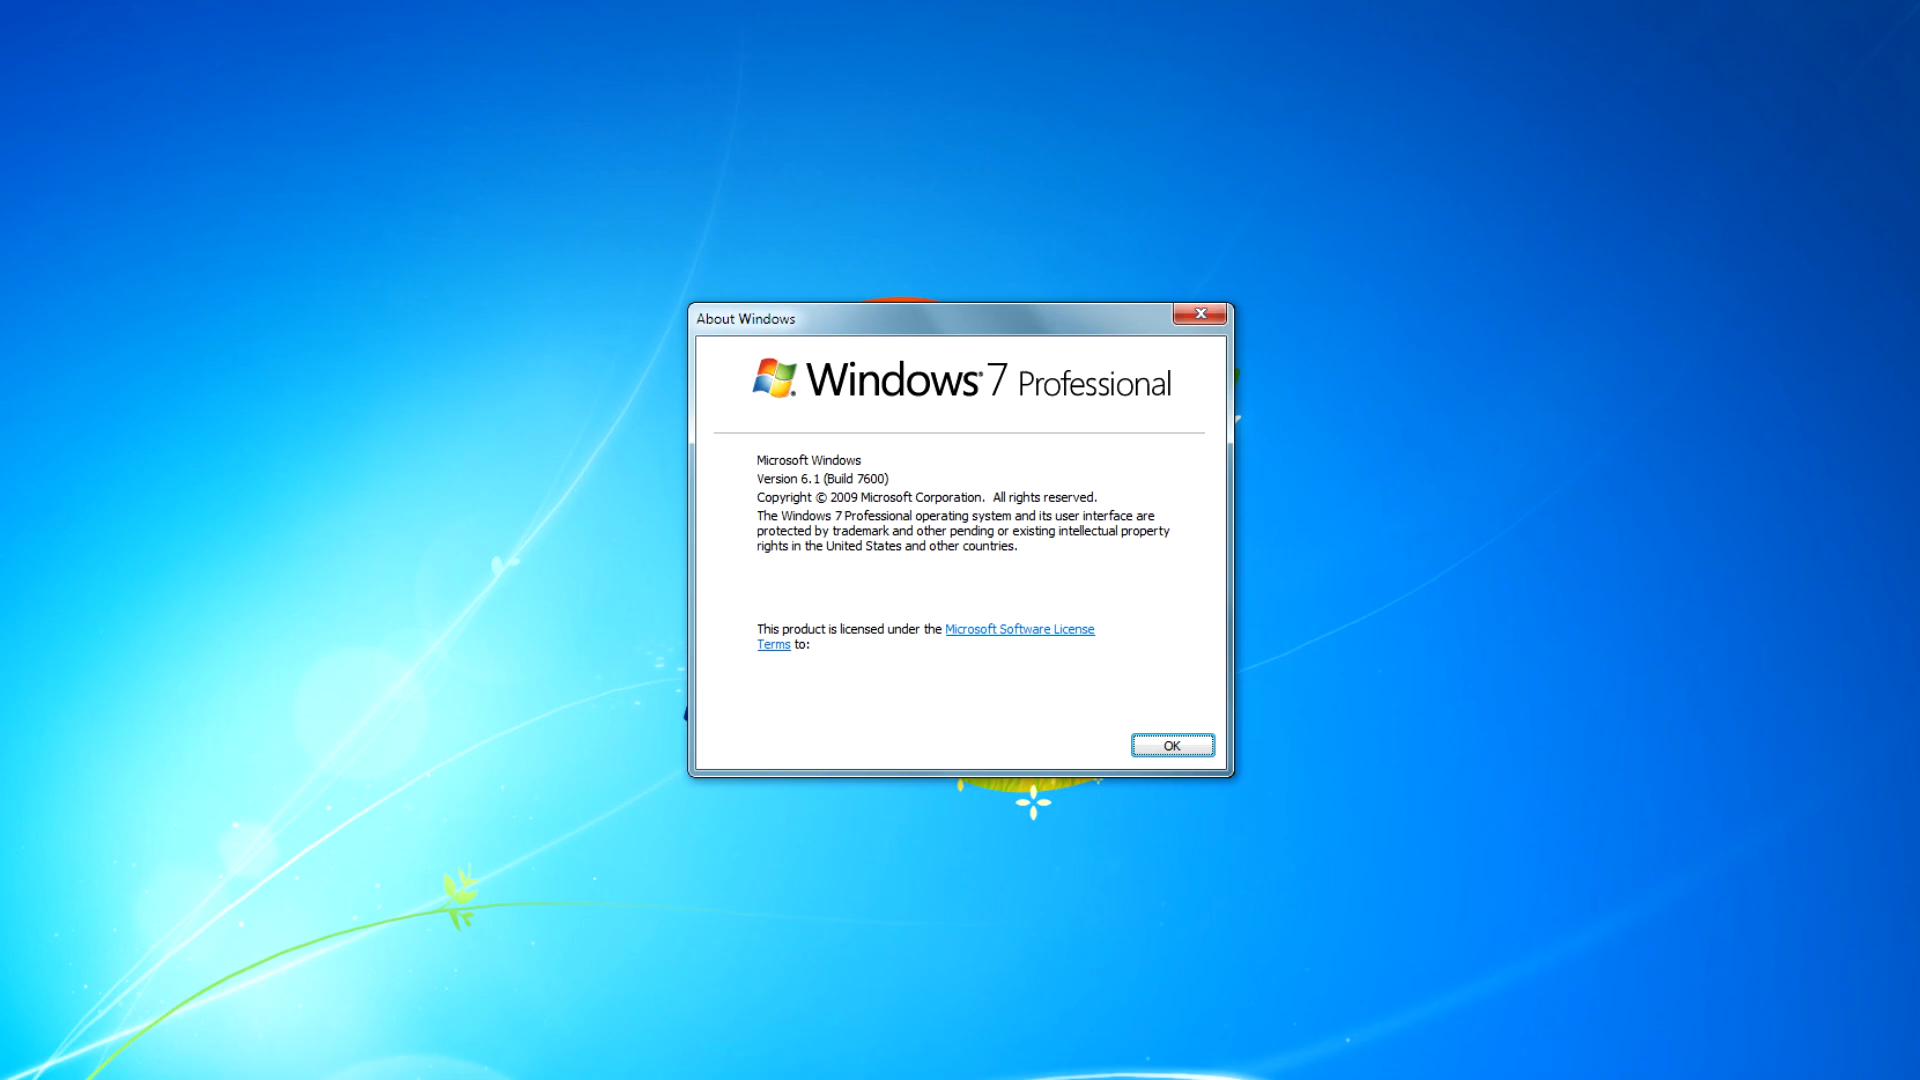 About Windows
Windows® 7 Professional
Microsoft Windows
Version 6.1 (Build 7600)
Copyright © 2009 Microsoft Corporation.  All rights reserved.
The Windows 7 Professional operating system and its user interface are
protected by trademark and other pending or existing intellectual property
rights in the United States and other countries.
This product is licensed under the Microsoft Software License
Terms to:
OK